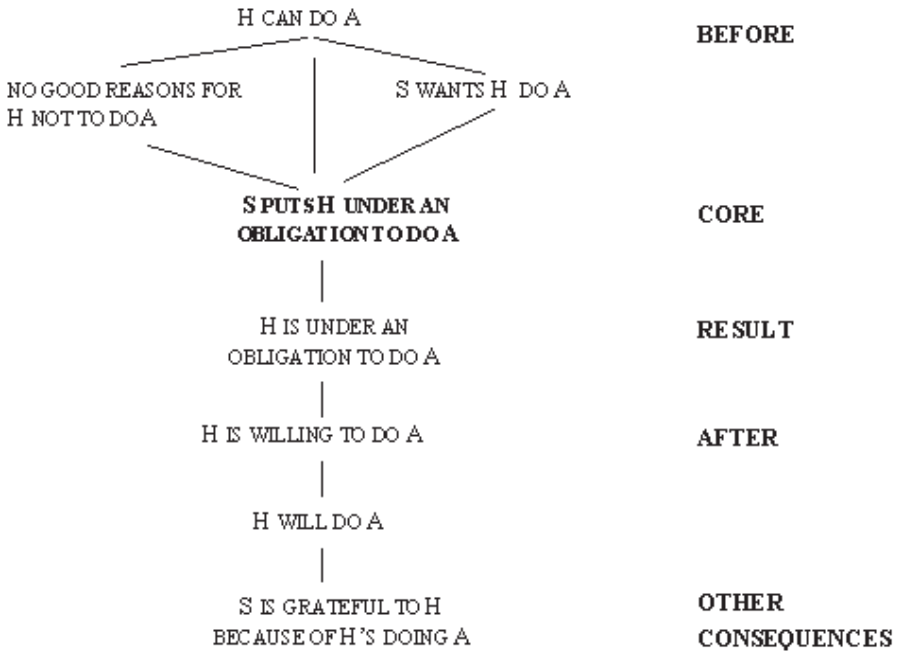 H CAN DO A
BEFORE
NO GOOD REASONS FOR
H NOT TO DO A
S WANTS H DO A
S PUTS H UNDER AN
OBLIGATION TO DO A
CORE
H IS UNDER AN
OBLIGATION TO DO A
RESULT
H IS WILLING TO DO A
AFTER
H WILL DO A
S IS GRATEFUL TO H
BECAUSE OF H'S DOING A
OTHER
CONSEQUENCES